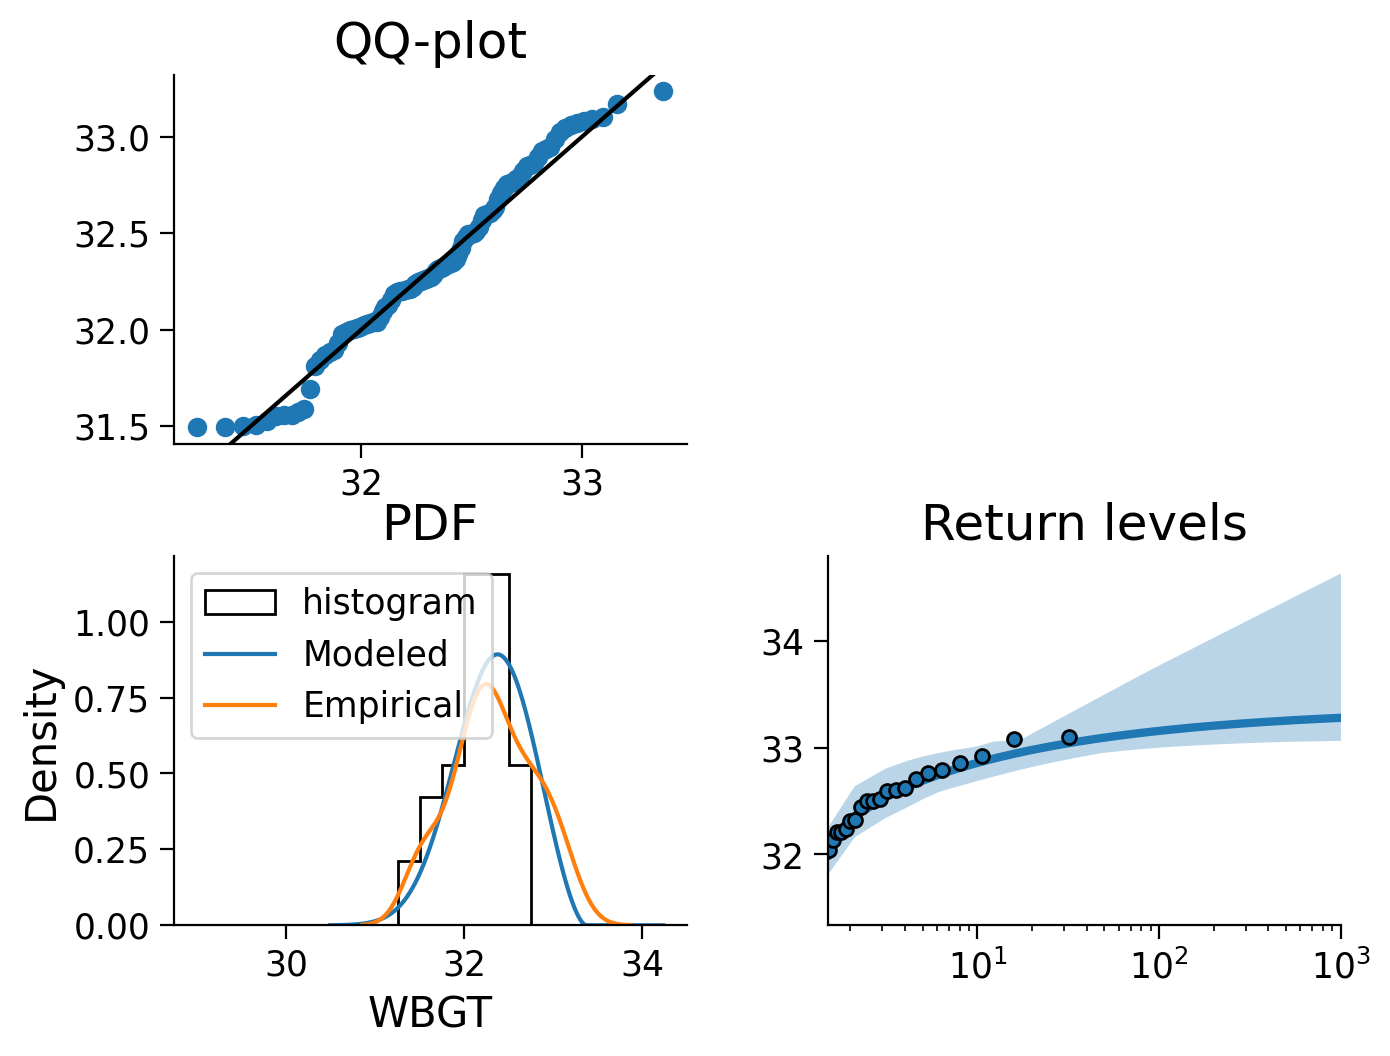 QQ-plot
33.0
32.5
32.0
31.5
32 33
PDF
histogram
Modeled
Empirical
1.00
0.75
0.50
0.25
0.00
Density
30 32 34
WBGT
Return levels
34
33
32
10¹ 10² 10³